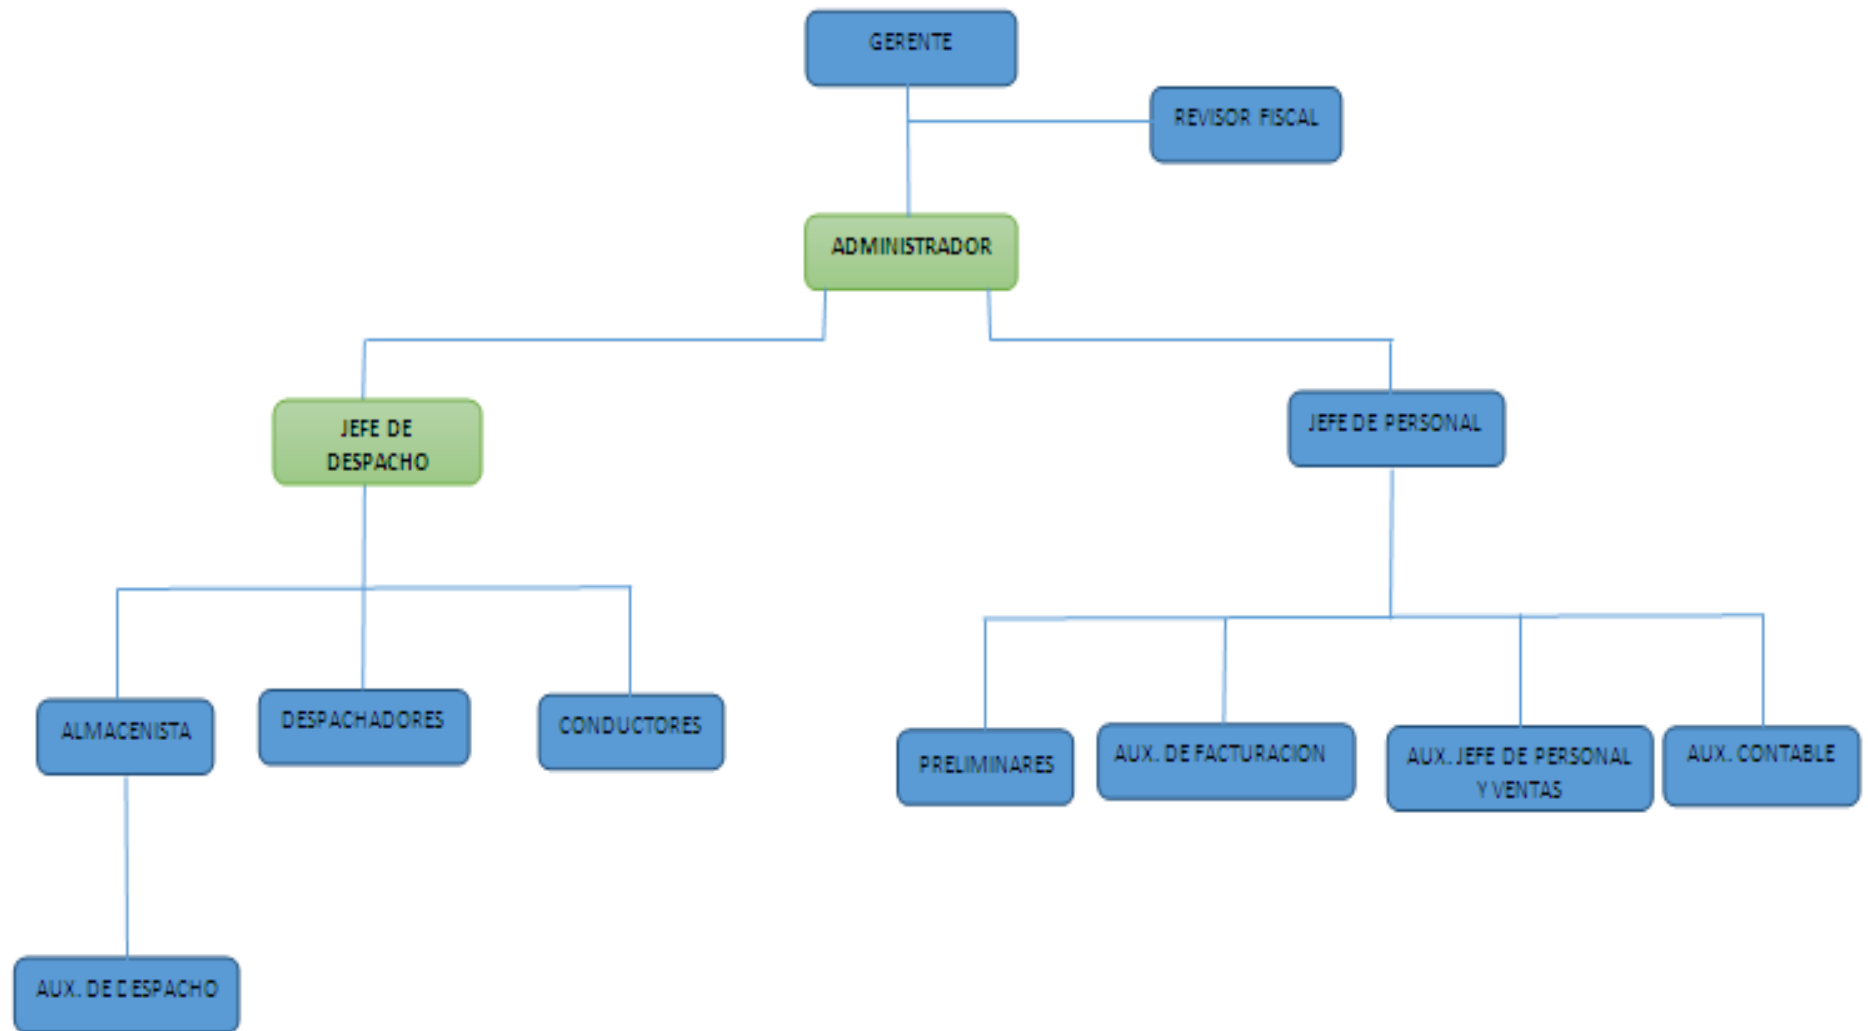 GERENTE
REVISOR FISCAL
ADMINISTRADOR
JEFE DE
DESPACHO
JEFE DE PERSONAL
ALMACENISTA
DESPACHADORES
CONDUCTORES
PRELIMINARES
AUX. DE FACTURACION
AUX. JEFE DE PERSONAL
Y VENTAS
AUX. CONTABLE
AUX. DE DESPACHO